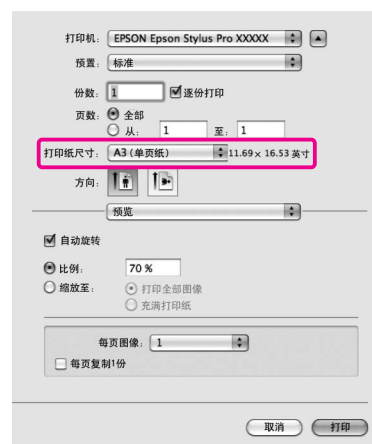 打印机: EPSON Epson Stylus Pro XXXXX
预置: 标准
份数: 1 逐份打印
页数: 全部
从: 1 至: 1
打印纸尺寸: A3 (单页纸) 11.69 x 16.53 英寸
方向:
预览
自动旋转
比例: 70 %
缩放至: 打印全部图像
充满打印纸
每页图像: 1
每页复制1份
取消 打印